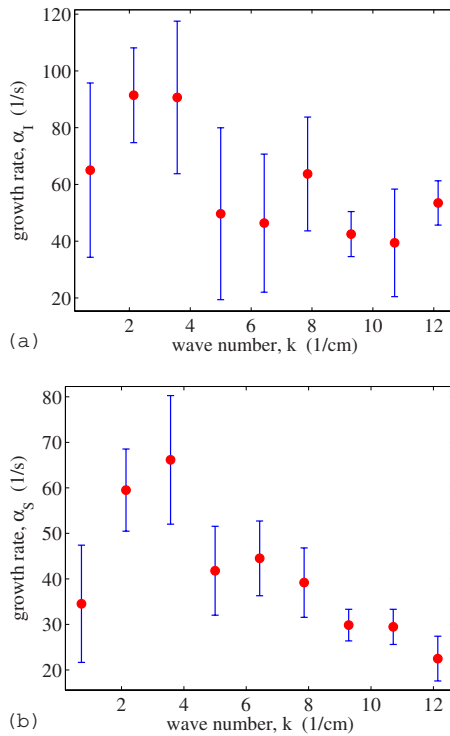 120
100
80
60
40
20
growth rate, α_I (1/s)
2 4 6 8 10 12
(a)
wave number, k (1/cm)
80
70
60
50
40
30
20
growth rate, α_S (1/s)
2 4 6 8 10 12
(b)
wave number, k (1/cm)